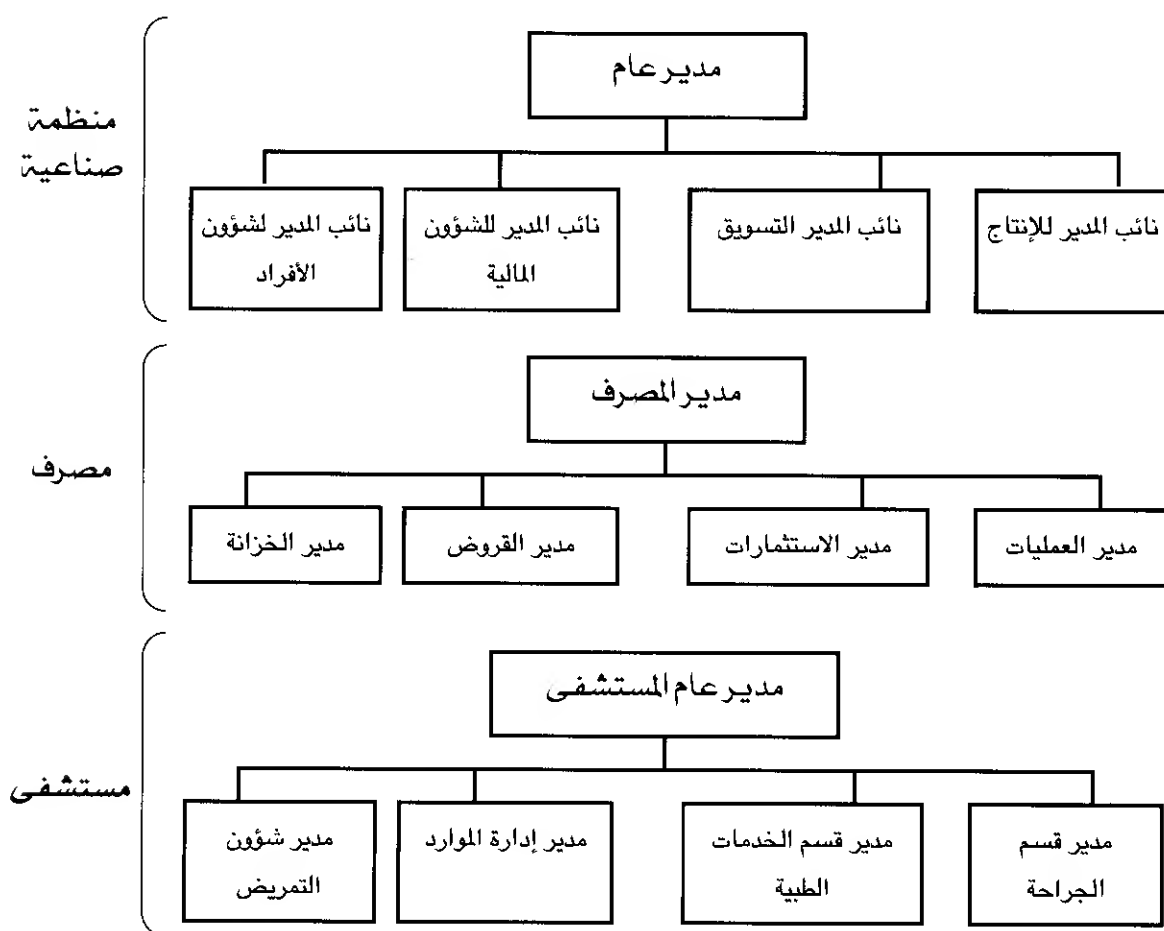 منظمة
صناعية
مدير عام
نائب المدير للإنتاج
نائب المدير التسويق
نائب المدير للشؤون
المالية
نائب المدير لشؤون
الأفراد
مصرف
مدير المصرف
مدير العمليات
مدير الاستثمارات
مدير القروض
مدير الخزانة
مستشفى
مدير عام المستشفى
مدير قسم
الجراحة
مدير قسم الخدمات
الطبية
مدير إدارة الموارد
مدير شؤون
التمريض